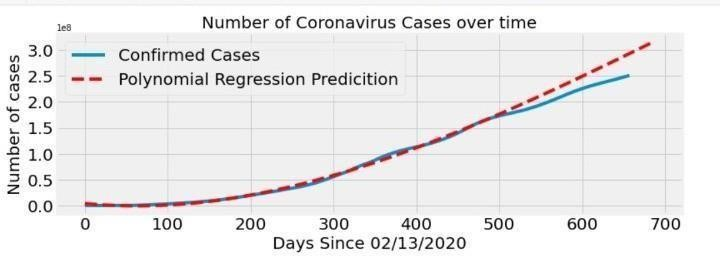 Number of Coronavirus Cases over time
1e8
Confirmed Cases
Polynomial Regression Predicition
Number of cases
3.0
2.5
2.0
1.5
1.0
0.5
0.0
0 100 200 300 400 500 600 700
Days Since 02/13/2020